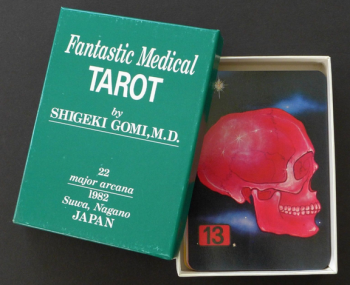 Fantastic Medical
TAROT
by
SHIGEKI GOMI, M.D.
22
major arcana
1982
Suwa, Nagano
JAPAN
13